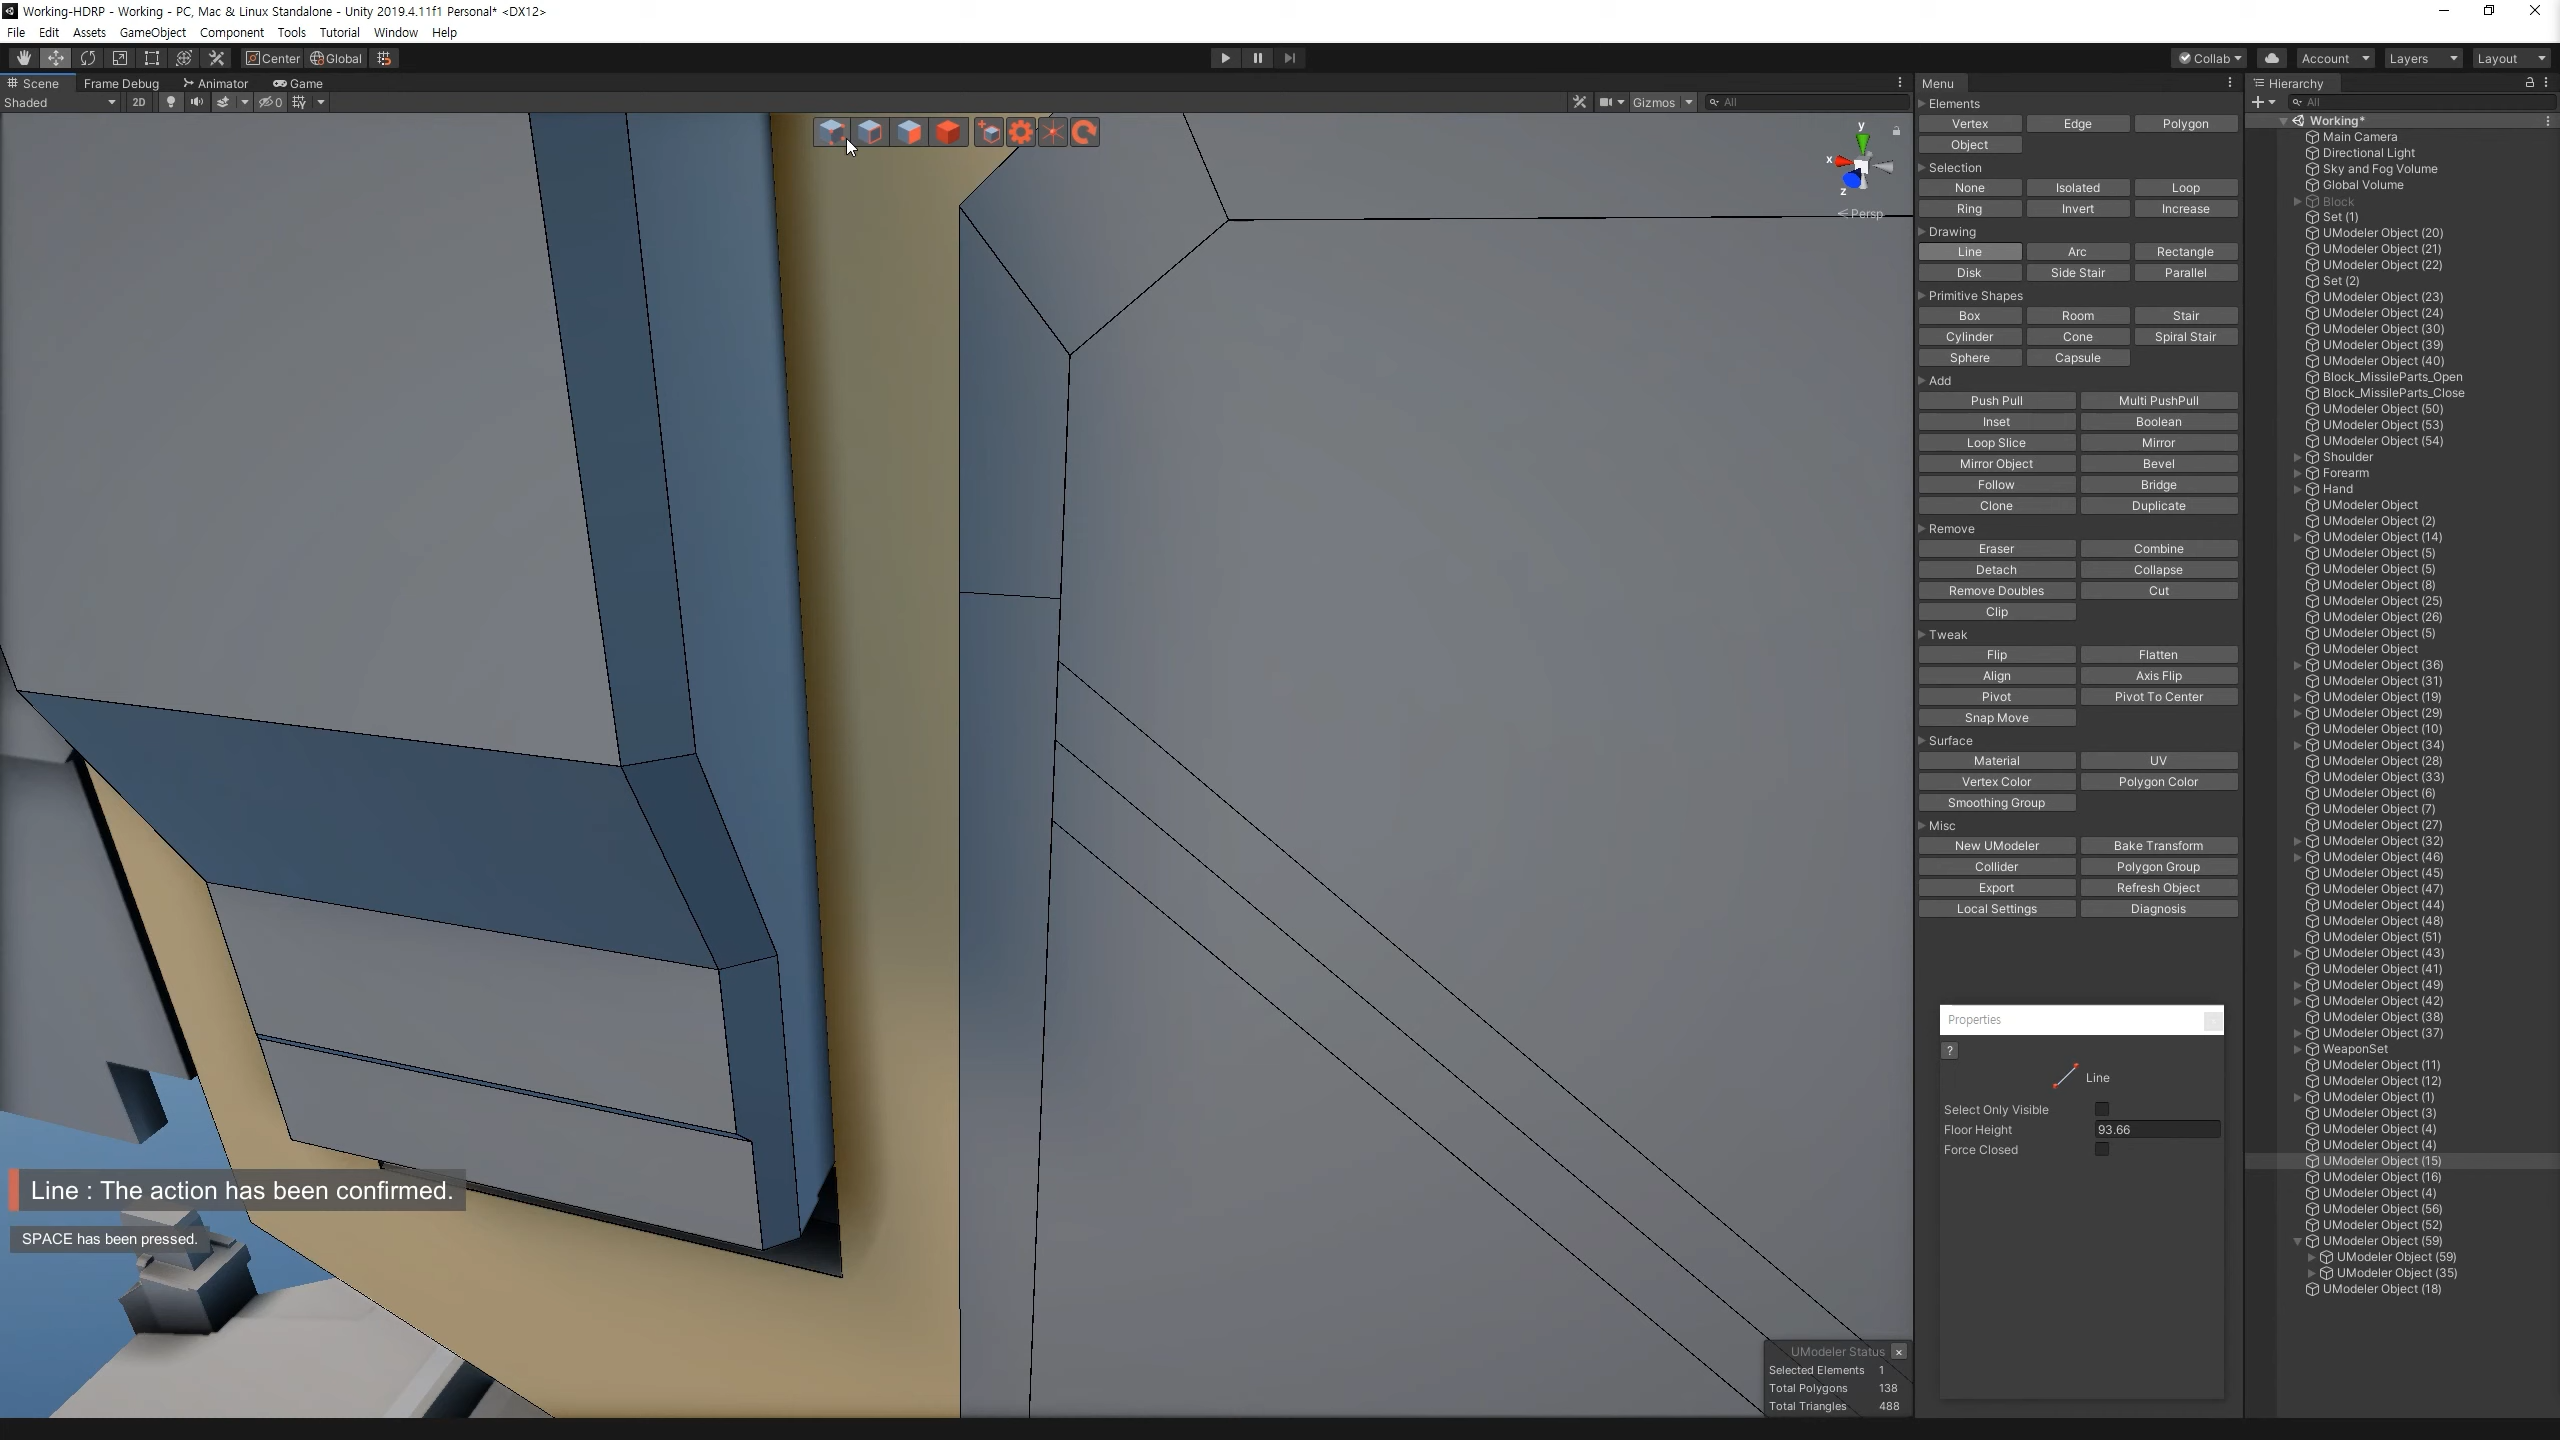 Working-HDRP - Working - PC, Mac & Linux Standalone - Unity 2019.4.11f1 Personal* <DX12>
File Edit Assets GameObject Component Tools Tutorial Window Help
Center Global Collab Account Layers Layout
Scene Frame Debug Animator Game
Shaded 2D 0 Gizmos All
y
x
z
Persp
Menu
Elements
Vertex Edge Polygon
Object
Selection
None Isolated Loop
Ring Invert Increase
Drawing
Line Arc Rectangle
Disk Side Stair Parallel
Primitive Shapes
Box Room Stair
Cylinder Cone Spiral Stair
Sphere Capsule
Add
Push Pull Multi PushPull
Inset Boolean
Loop Slice Mirror
Mirror Object Bevel
Follow Bridge
Clone Duplicate
Remove
Eraser Combine
Detach Collapse
Remove Doubles Cut
Clip
Tweak
Flip Flatten
Align Axis Flip
Pivot Pivot To Center
Snap Move
Surface
Material UV
Vertex Color Polygon Color
Smoothing Group
Misc
New UModeler Bake Transform
Collider Polygon Group
Export Refresh Object
Local Settings Diagnosis
Properties
?
Line
Select Only Visible
Floor Height 93.66
Force Closed
Line : The action has been confirmed.
SPACE has been pressed.
UModeler Status
Selected Elements 1
Total Polygons 138
Total Triangles 488
Hierarchy
All
Working*
Main Camera
Directional Light
Sky and Fog Volume
Global Volume
Block
Set (1)
UModeler Object (20)
UModeler Object (21)
UModeler Object (22)
Set (2)
UModeler Object (23)
UModeler Object (24)
UModeler Object (30)
UModeler Object (39)
UModeler Object (40)
Block_MissileParts_Open
Block_MissileParts_Close
UModeler Object (50)
UModeler Object (53)
UModeler Object (54)
Shoulder
Forearm
Hand
UModeler Object
UModeler Object (2)
UModeler Object (14)
UModeler Object (5)
UModeler Object (5)
UModeler Object (8)
UModeler Object (25)
UModeler Object (26)
UModeler Object (5)
UModeler Object
UModeler Object (36)
UModeler Object (31)
UModeler Object (19)
UModeler Object (29)
UModeler Object (10)
UModeler Object (34)
UModeler Object (28)
UModeler Object (33)
UModeler Object (6)
UModeler Object (7)
UModeler Object (27)
UModeler Object (32)
UModeler Object (46)
UModeler Object (45)
UModeler Object (47)
UModeler Object (44)
UModeler Object (48)
UModeler Object (51)
UModeler Object (43)
UModeler Object (41)
UModeler Object (49)
UModeler Object (42)
UModeler Object (38)
UModeler Object (37)
WeaponSet
UModeler Object (11)
UModeler Object (12)
UModeler Object (1)
UModeler Object (3)
UModeler Object (4)
UModeler Object (4)
UModeler Object (15)
UModeler Object (16)
UModeler Object (4)
UModeler Object (56)
UModeler Object (52)
UModeler Object (59)
UModeler Object (59)
UModeler Object (35)
UModeler Object (18)